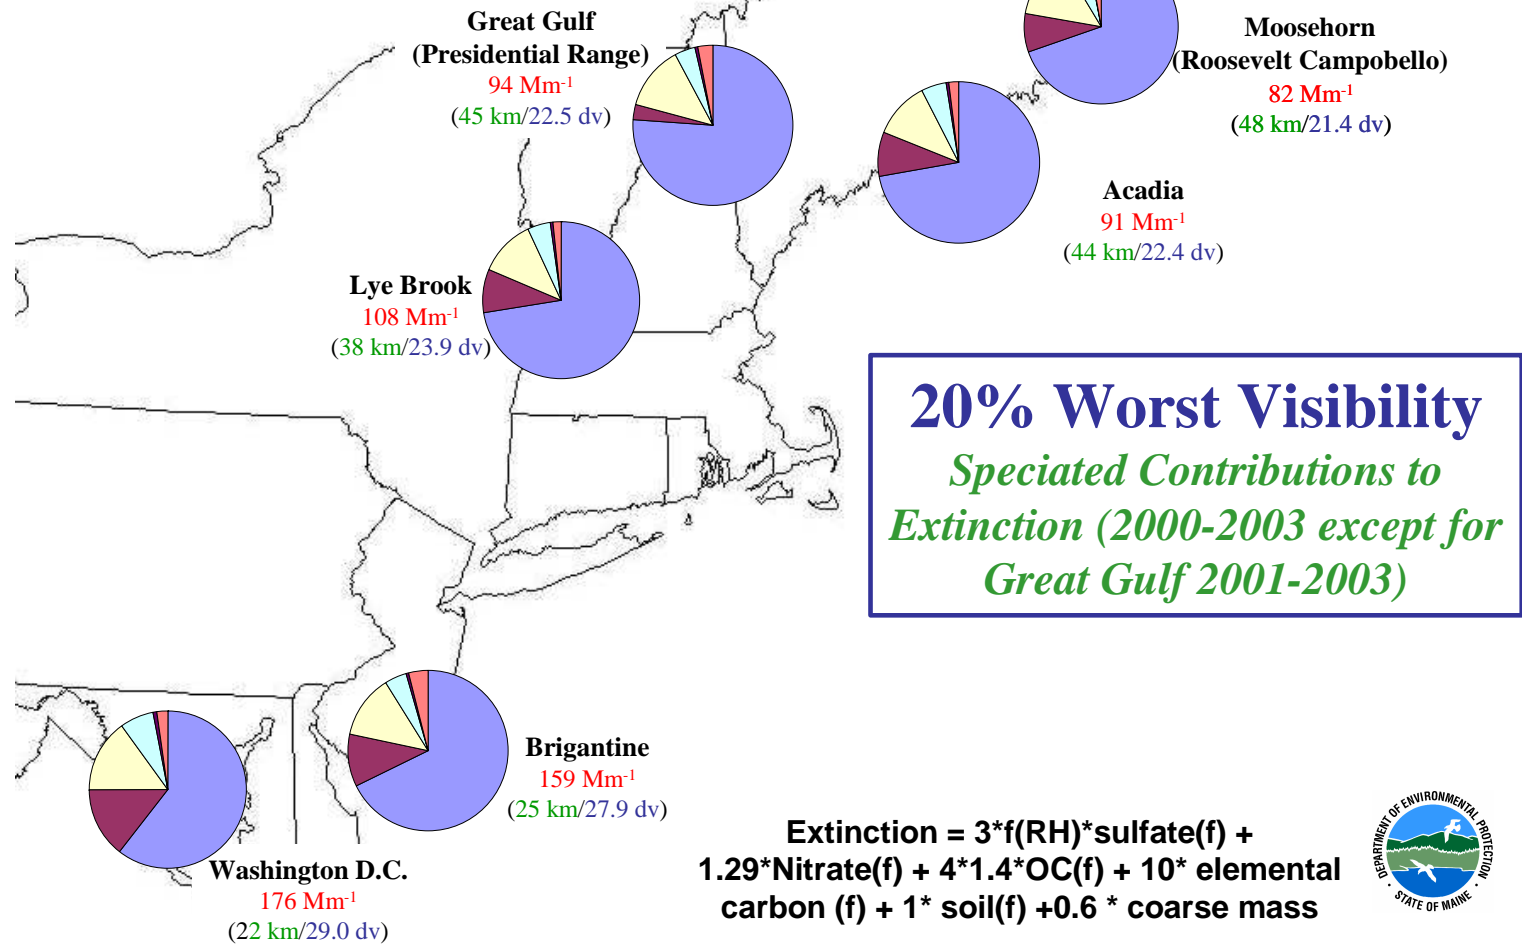 Great Gulf
(Presidential Range)
94 Mm-1
(45 km/22.5 dv)
Moosehorn
(Roosevelt Campobello)
82 Mm-1
(48 km/21.4 dv)
Acadia
91 Mm-1
(44 km/22.4 dv)
Lye Brook
108 Mm-1
(38 km/23.9 dv)
20% Worst Visibility
Speciated Contributions to
Extinction (2000-2003 except for
Great Gulf 2001-2003)
Brigantine
159 Mm-1
(25 km/27.9 dv)
Washington D.C.
176 Mm-1
(22 km/29.0 dv)
Extinction = 3*f(RH)*sulfate(f) +
1.29*Nitrate(f) + 4*1.4*OC(f) + 10* elemental
carbon (f) + 1* soil(f) +0.6 * coarse mass
DEPARTMENT OF ENVIRONMENTAL PROTECTION
STATE OF MAINE